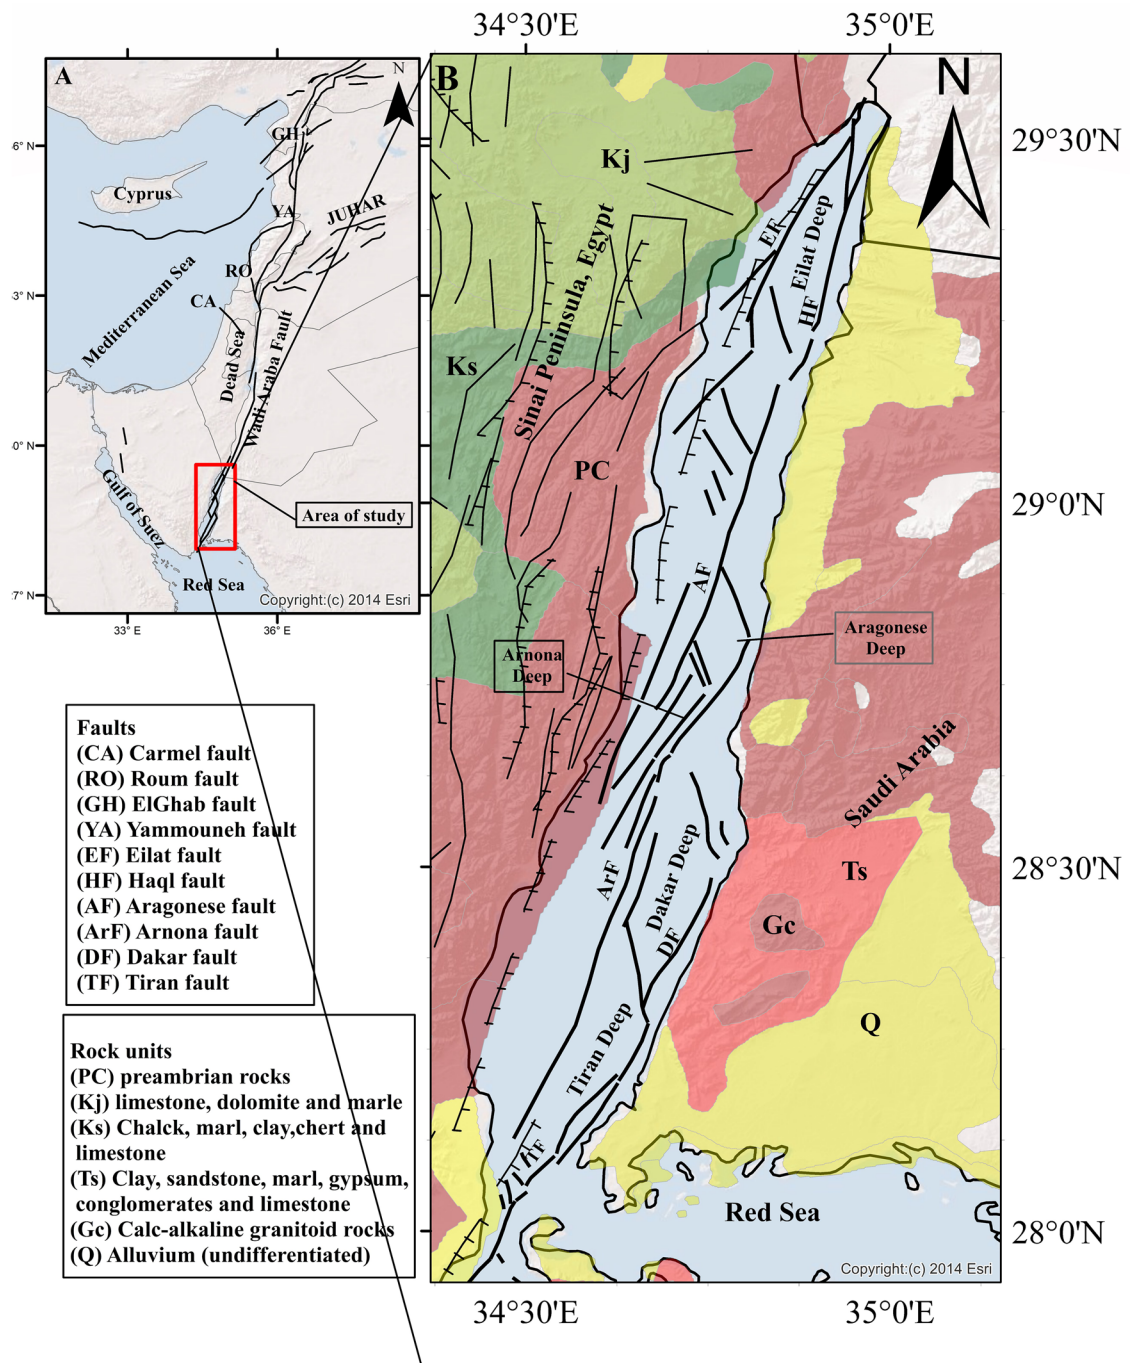 34°30'E
35°0'E
A
N
6° N
GH
Cyprus
YA
JUHAR
RO
3° N
CA
Mediterranean Sea
Dead Sea
Wadi Araba Fault
0° N
Gulf of Suez
Area of study
Red Sea
7° N
Copyright:(c) 2014 Esri
33° E
36° E
B
N
29°30'N
Kj
EF
Eilat Deep
HF
Sinai Peninsula, Egypt
Ks
PC
29°0'N
AF
Aragonese
Deep
Arnona
Deep
Saudi Arabia
28°30'N
Ts
ArF
Dakar Deep
DF
Gc
Q
Tiran Deep
TF
Red Sea
28°0'N
Copyright:(c) 2014 Esri
34°30'E
35°0'E
Faults
(CA) Carmel fault
(RO) Roum fault
(GH) ElGhab fault
(YA) Yammouneh fault
(EF) Eilat fault
(HF) Haql fault
(AF) Aragonese fault
(ArF) Arnona fault
(DF) Dakar fault
(TF) Tiran fault
Rock units
(PC) preambrian rocks
(Kj) limestone, dolomite and marle
(Ks) Chalck, marl, clay,chert and
limestone
(Ts) Clay, sandstone, marl, gypsum,
conglomerates and limestone
(Gc) Calc-alkaline granitoid rocks
(Q) Alluvium (undifferentiated)